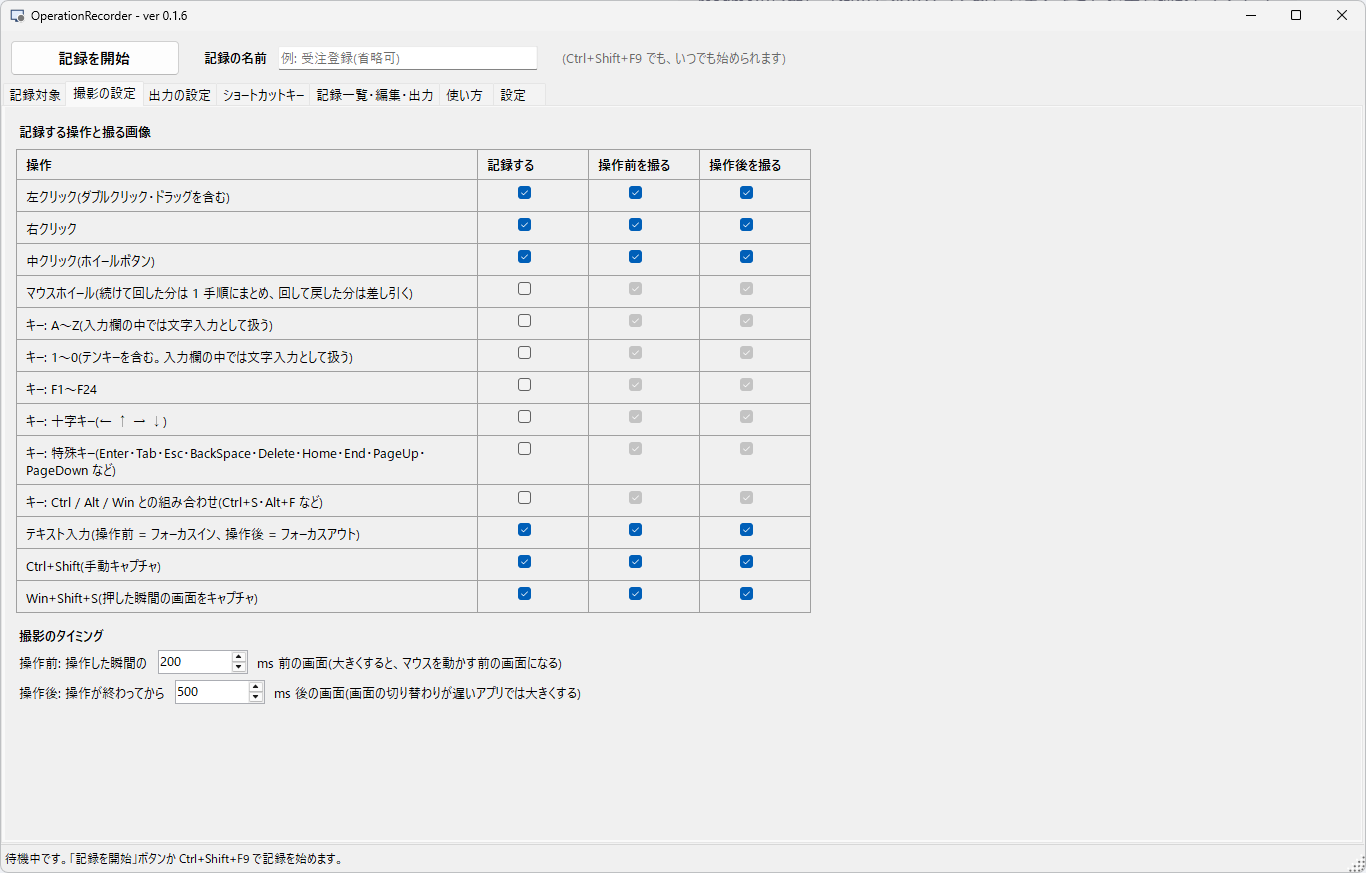 OperationRecorder - ver 0.1.6
記録を開始
記録の名前
例: 受注登録(省略可)
(Ctrl+Shift+F9 でも、いつでも始められます)
記録対象
撮影の設定
出力の設定
ショートカットキー
記録一覧・編集・出力
使い方
設定
記録する操作と撮る画像
操作
記録する
操作前を撮る
操作後を撮る
左クリック(ダブルクリック・ドラッグを含む)
右クリック
中クリック(ホイールボタン)
マウスホイール(続けて回した分は 1 手順にまとめ、回して戻した分は差し引く)
キー: A～Z(入力欄の中では文字入力として扱う)
キー: 1～0(テンキーを含む。入力欄の中では文字入力として扱う)
キー: F1～F24
キー: 十字キー(← ↑ → ↓)
キー: 特殊キー(Enter・Tab・Esc・BackSpace・Delete・Home・End・PageUp・
PageDown など)
キー: Ctrl / Alt / Win との組み合わせ(Ctrl+S・Alt+F など)
テキスト入力(操作前 = フォーカスイン、操作後 = フォーカスアウト)
Ctrl+Shift(手動キャプチャ)
Win+Shift+S(押した瞬間の画面をキャプチャ)
撮影のタイミング
操作前: 操作した瞬間の 200 ms 前の画面(大きくすると、マウスを動かす前の画面になる)
操作後: 操作が終わってから 500 ms 後の画面(画面の切り替わりが遅いアプリでは大きくする)
待機中です。「記録を開始」ボタンか Ctrl+Shift+F9 で記録を始めます。